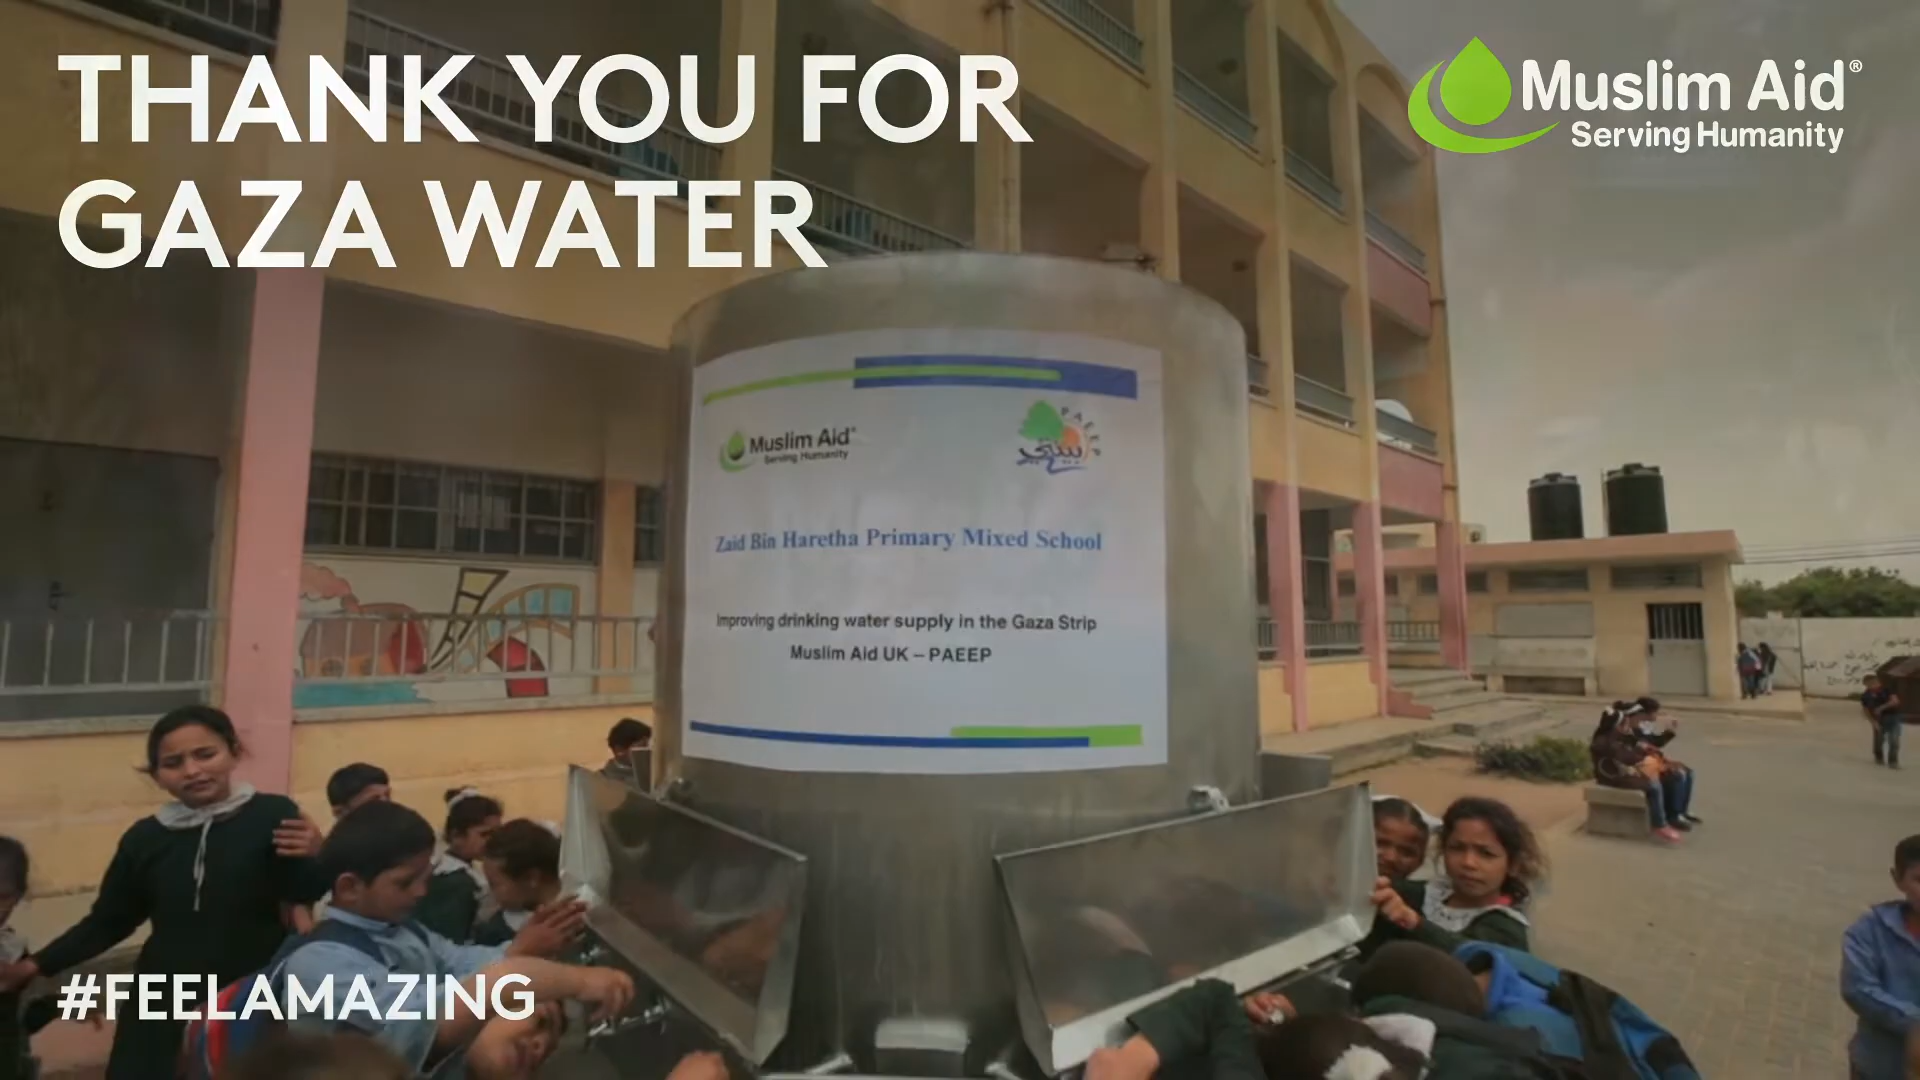 THANK YOU FOR
GAZA WATER
Muslim Aid®
Serving Humanity
Muslim Aid®
Serving Humanity
PAEEP
بيئتي
Zaid Bin Haretha Primary Mixed School
Improving drinking water supply in the Gaza Strip
Muslim Aid UK – PAEEP
#FEELAMAZING